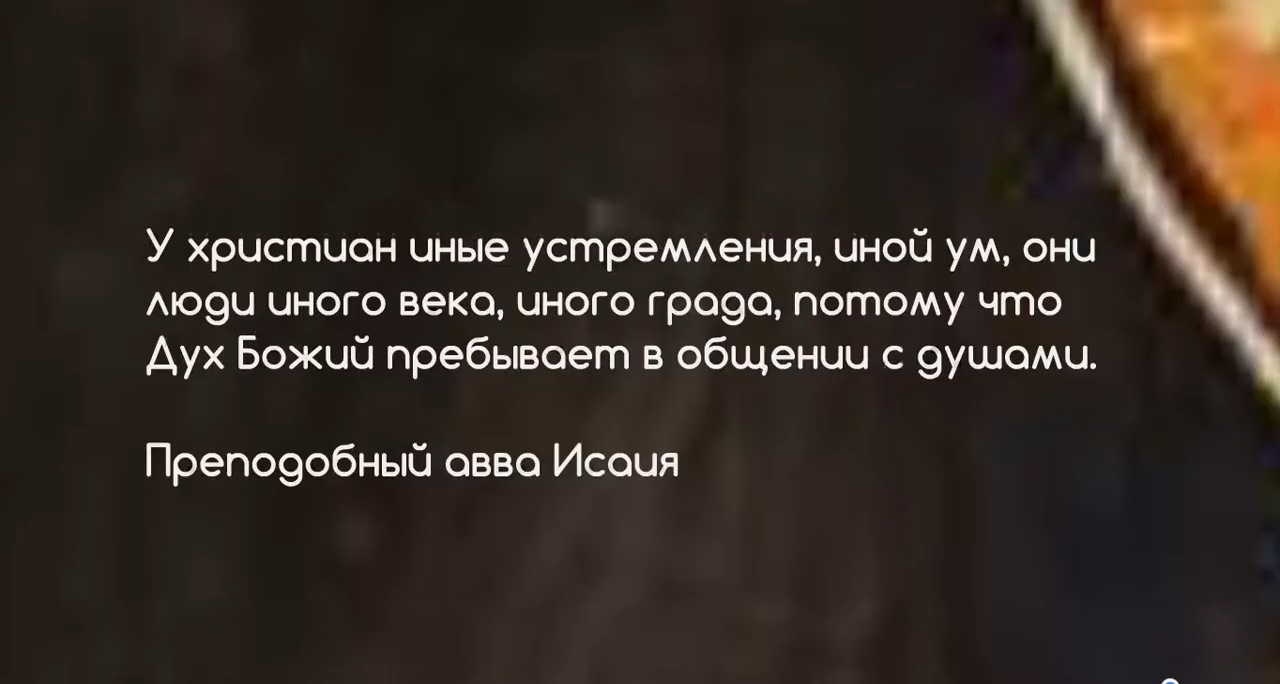 У христиан иные устремления, иной ум, они
люди иного века, иного града, потому что
Дух Божий пребывает в общении с душами.
Преподобный авва Исаия